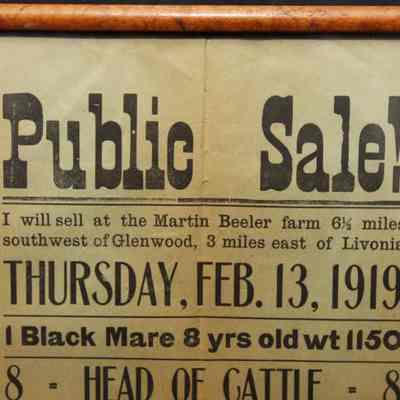 Public Sale!
I will sell at the Martin Beeler farm 6½ miles
southwest of Glenwood, 3 miles east of Livonia
THURSDAY, FEB. 13, 1919
1 Black Mare 8 yrs old wt 1150
8 - HEAD OF CATTLE - 8